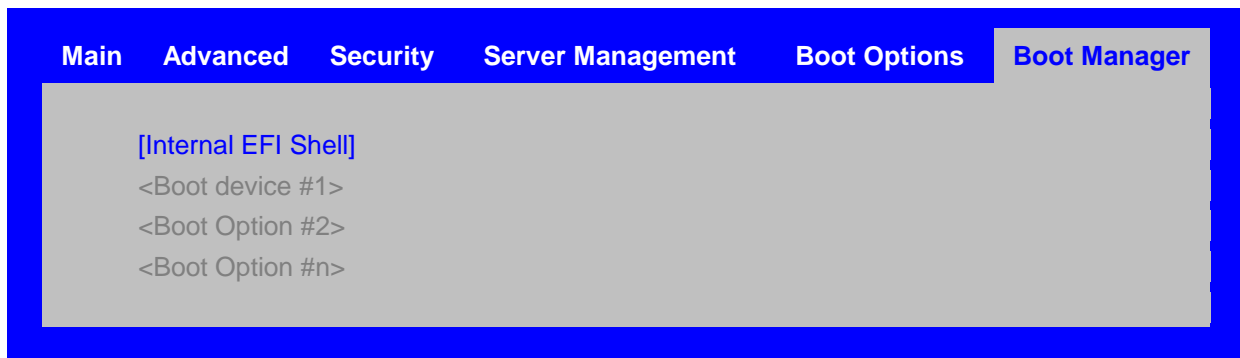 Main Advanced Security Server Management Boot Options Boot Manager
[Internal EFI Shell]
<Boot device #1>
<Boot Option #2>
<Boot Option #n>